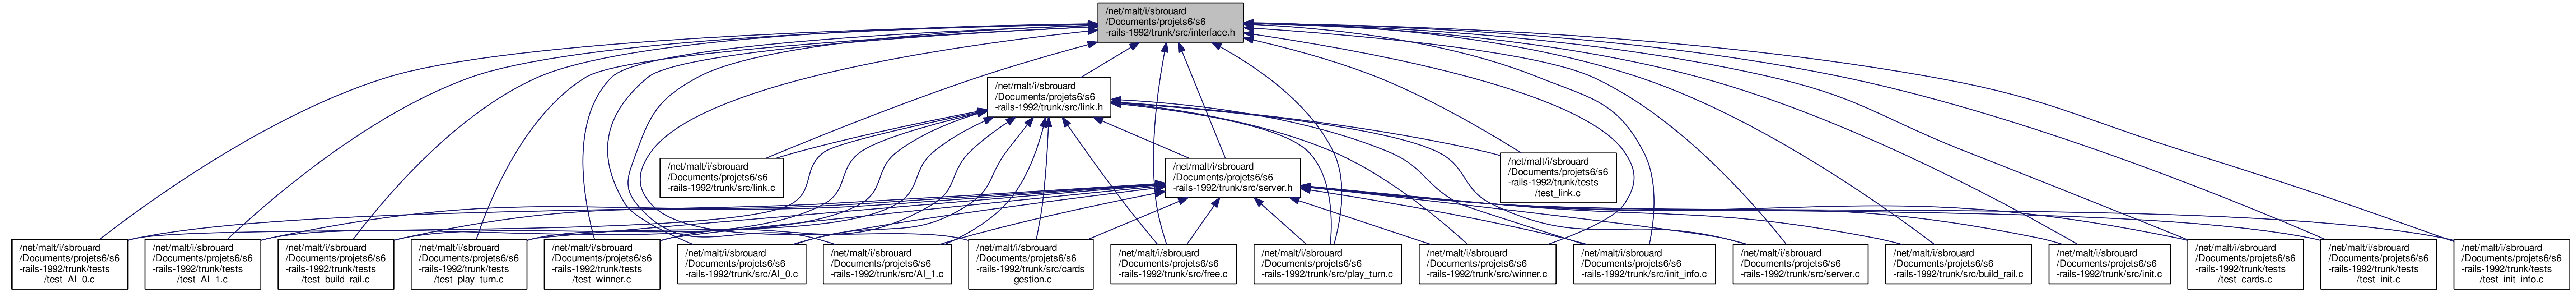 /net/malt/i/sbrouard
/Documents/projets6/s6
-rails-1992/trunk/src/interface.h
/net/malt/i/sbrouard
/Documents/projets6/s6
-rails-1992/trunk/src/link.h
/net/malt/i/sbrouard
/Documents/projets6/s6
-rails-1992/trunk/src/link.c
/net/malt/i/sbrouard
/Documents/projets6/s6
-rails-1992/trunk/src/server.h
/net/malt/i/sbrouard
/Documents/projets6/s6
-rails-1992/trunk/tests
/test_link.c
/net/malt/i/sbrouard
/Documents/projets6/s6
-rails-1992/trunk/tests
/test_AI_0.c
/net/malt/i/sbrouard
/Documents/projets6/s6
-rails-1992/trunk/tests
/test_AI_1.c
/net/malt/i/sbrouard
/Documents/projets6/s6
-rails-1992/trunk/tests
/test_build_rail.c
/net/malt/i/sbrouard
/Documents/projets6/s6
-rails-1992/trunk/tests
/test_play_turn.c
/net/malt/i/sbrouard
/Documents/projets6/s6
-rails-1992/trunk/tests
/test_winner.c
/net/malt/i/sbrouard
/Documents/projets6/s6
-rails-1992/trunk/src/AI_0.c
/net/malt/i/sbrouard
/Documents/projets6/s6
-rails-1992/trunk/src/AI_1.c
/net/malt/i/sbrouard
/Documents/projets6/s6
-rails-1992/trunk/src/cards
_gestion.c
/net/malt/i/sbrouard
/Documents/projets6/s6
-rails-1992/trunk/src/free.c
/net/malt/i/sbrouard
/Documents/projets6/s6
-rails-1992/trunk/src/play_turn.c
/net/malt/i/sbrouard
/Documents/projets6/s6
-rails-1992/trunk/src/winner.c
/net/malt/i/sbrouard
/Documents/projets6/s6
-rails-1992/trunk/src/init_info.c
/net/malt/i/sbrouard
/Documents/projets6/s6
-rails-1992/trunk/src/server.c
/net/malt/i/sbrouard
/Documents/projets6/s6
-rails-1992/trunk/src/build_rail.c
/net/malt/i/sbrouard
/Documents/projets6/s6
-rails-1992/trunk/src/init.c
/net/malt/i/sbrouard
/Documents/projets6/s6
-rails-1992/trunk/tests
/test_cards.c
/net/malt/i/sbrouard
/Documents/projets6/s6
-rails-1992/trunk/tests
/test_init.c
/net/malt/i/sbrouard
/Documents/projets6/s6
-rails-1992/trunk/tests
/test_init_info.c